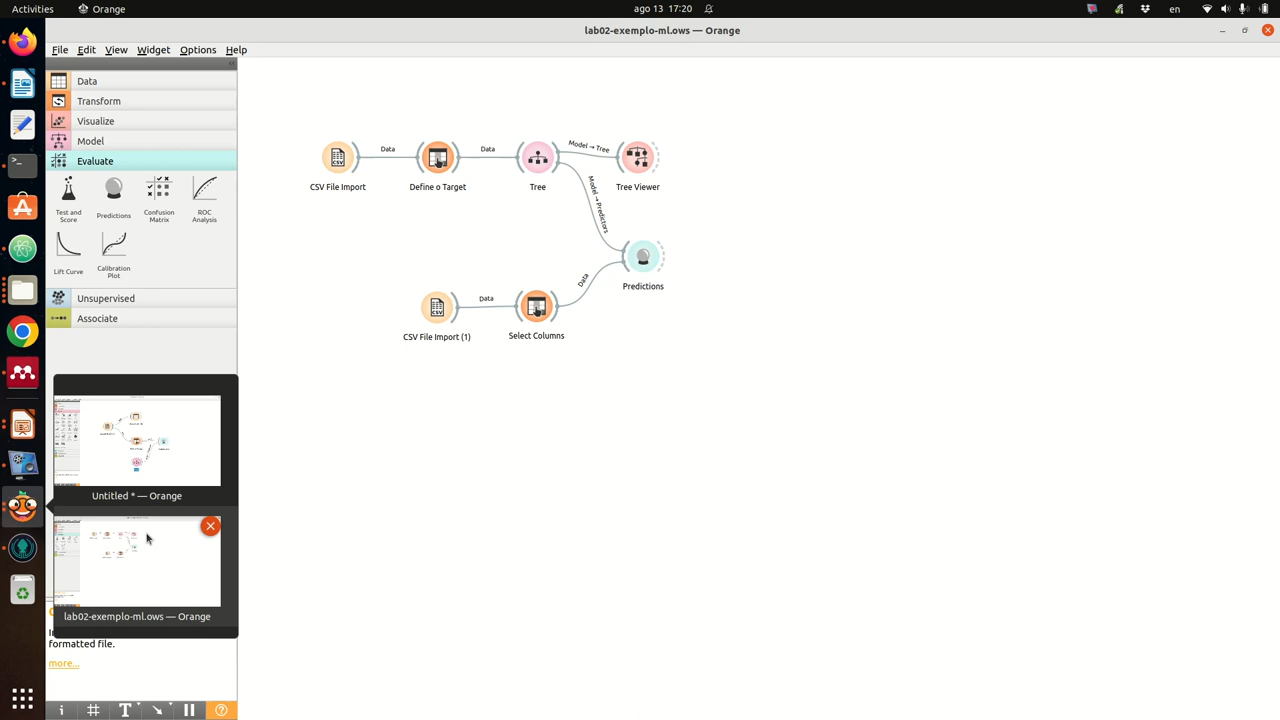 Activities
Orange
ago 13 17:20
en
lab02-exemplo-ml.ows — Orange
File Edit View Widget Options Help
Data
Transform
Visualize
Model
Evaluate
Test and Score
Predictions
Confusion Matrix
ROC Analysis
Lift Curve
Calibration Plot
Unsupervised
Associate
CSV File Import
Data
Define o Target
Data
Tree
Model → Tree
Tree Viewer
Model → Predictors
Predictions
CSV File Import (1)
Data
Select Columns
Data
CSV
CSV
Untitled * — Orange
lab02-exemplo-ml.ows — Orange
formatted file.
more...